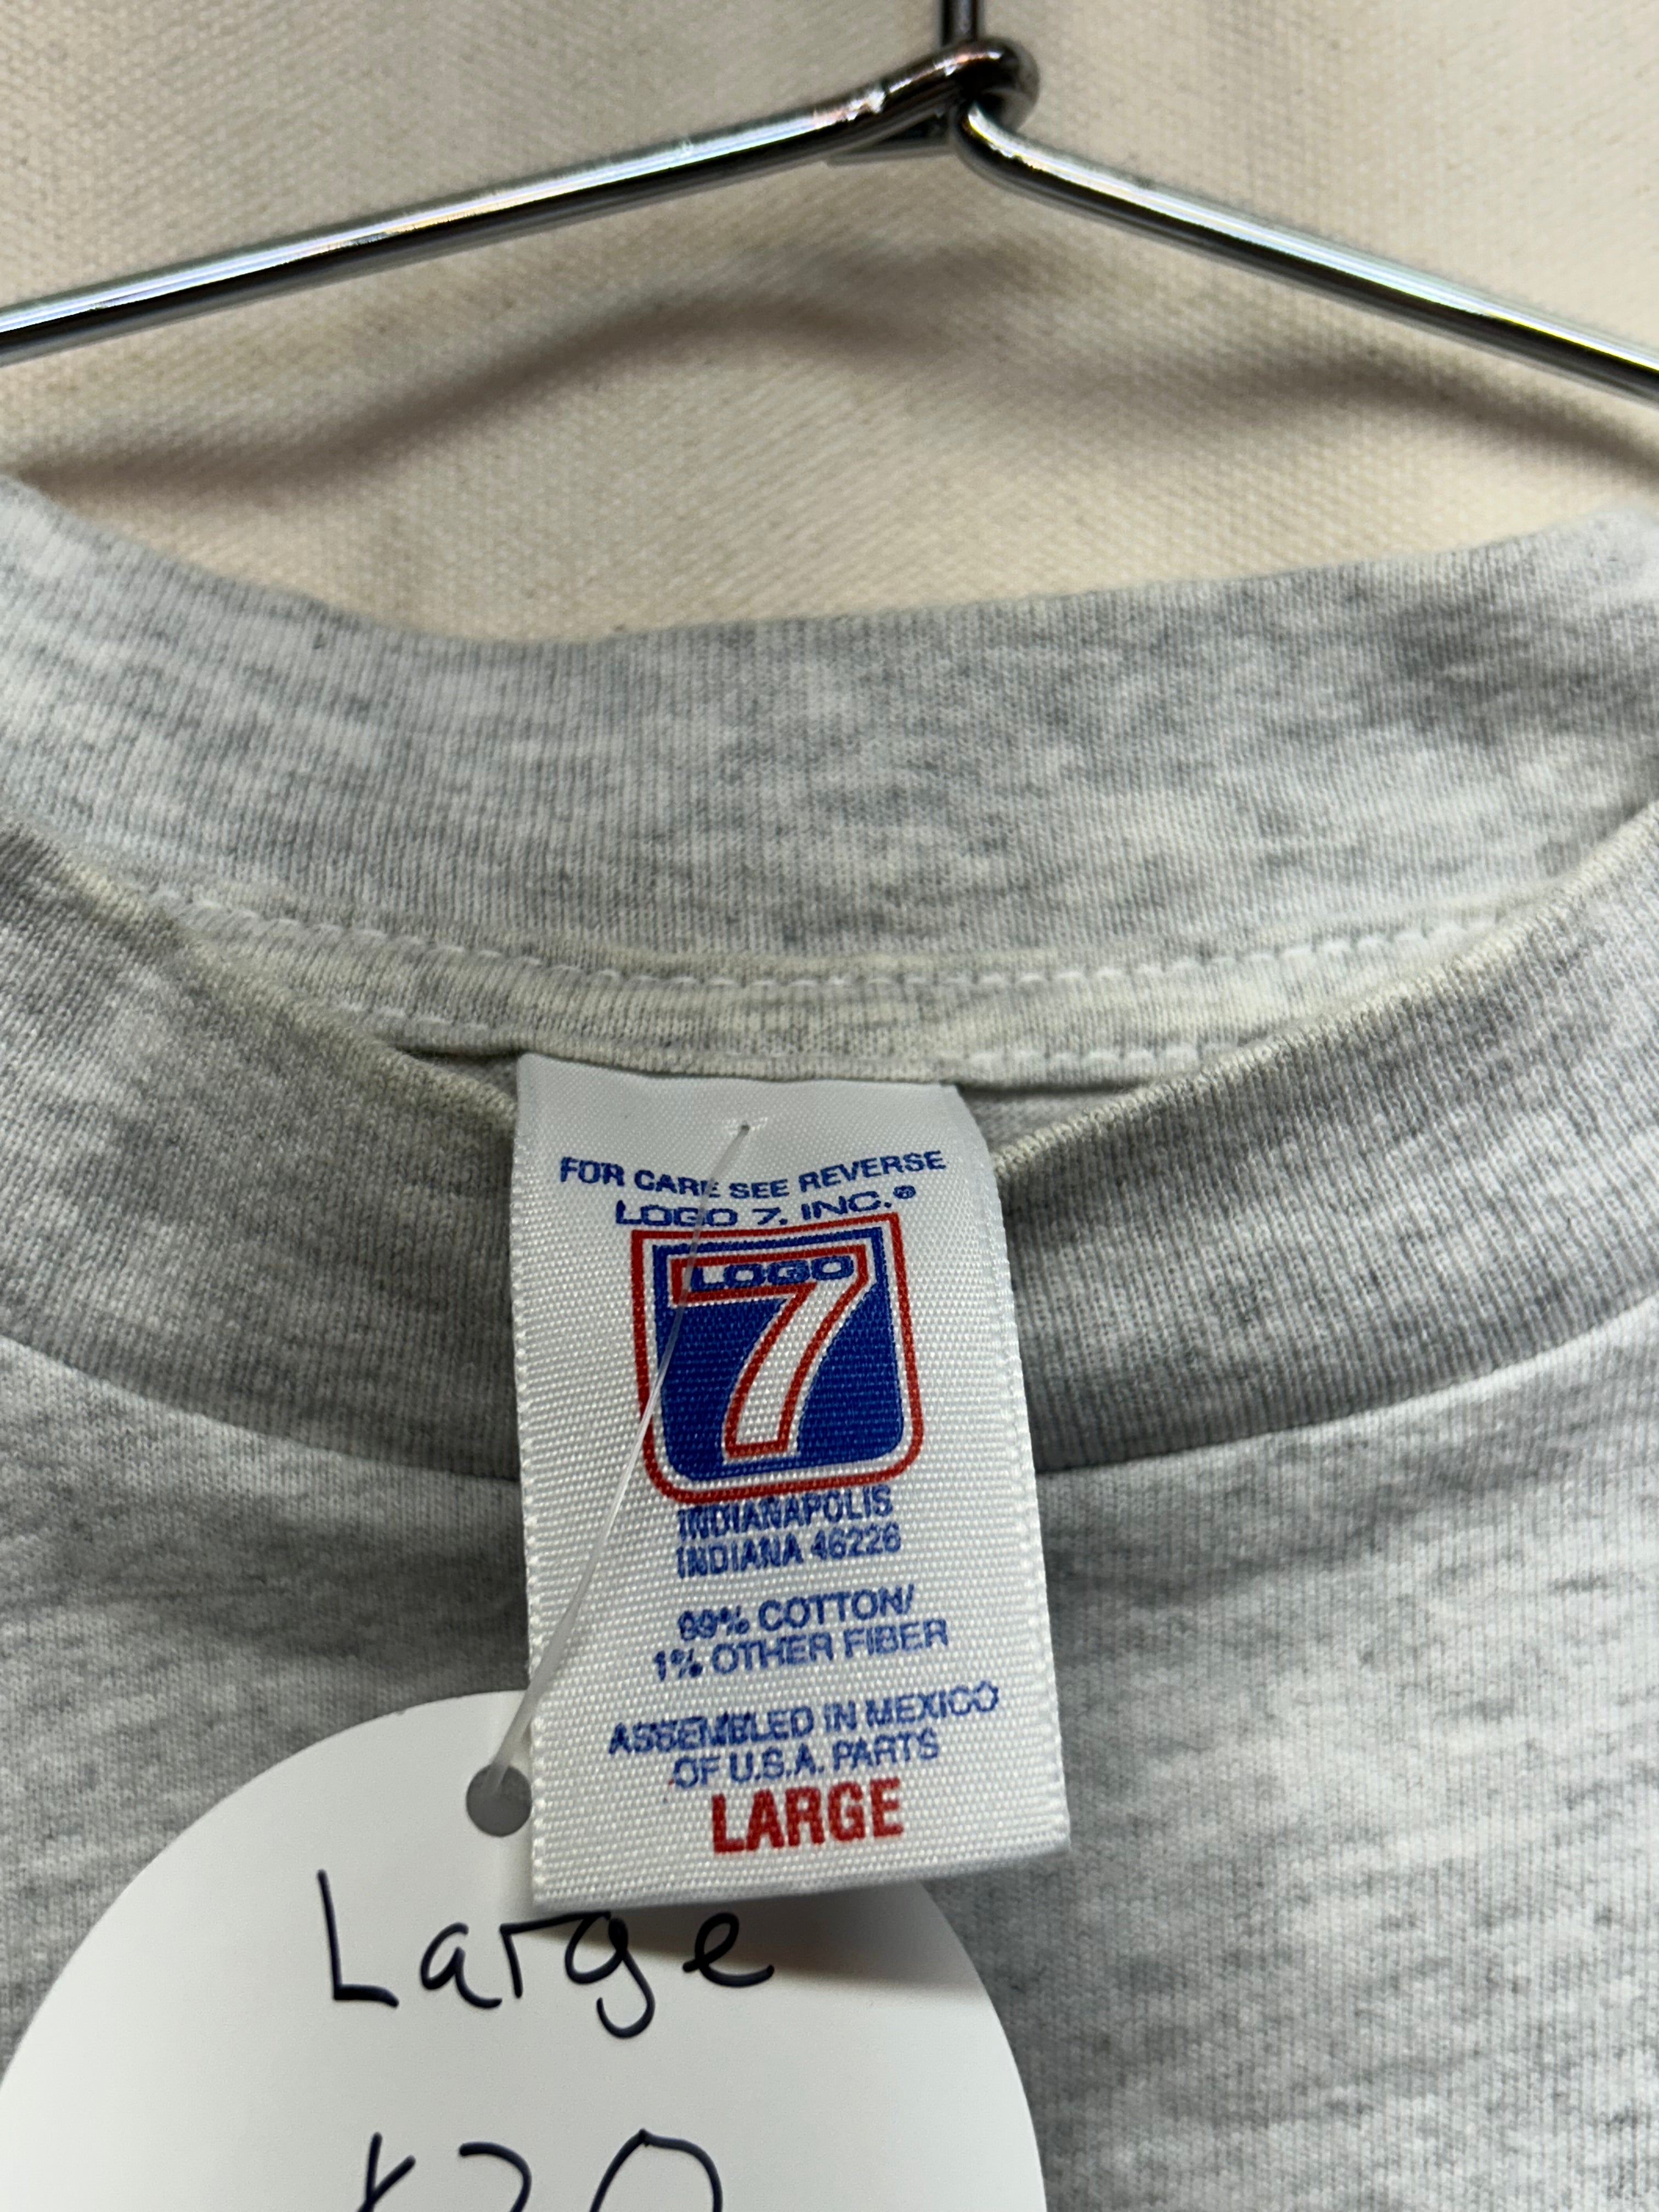 FOR CARE SEE REVERSE
LOGO 7, INC.®
LOGO
7
INDIANAPOLIS
INDIANA 46226
99% COTTON/
1% OTHER FIBER
ASSEMBLED IN MEXICO
OF U.S.A. PARTS
LARGE
Large